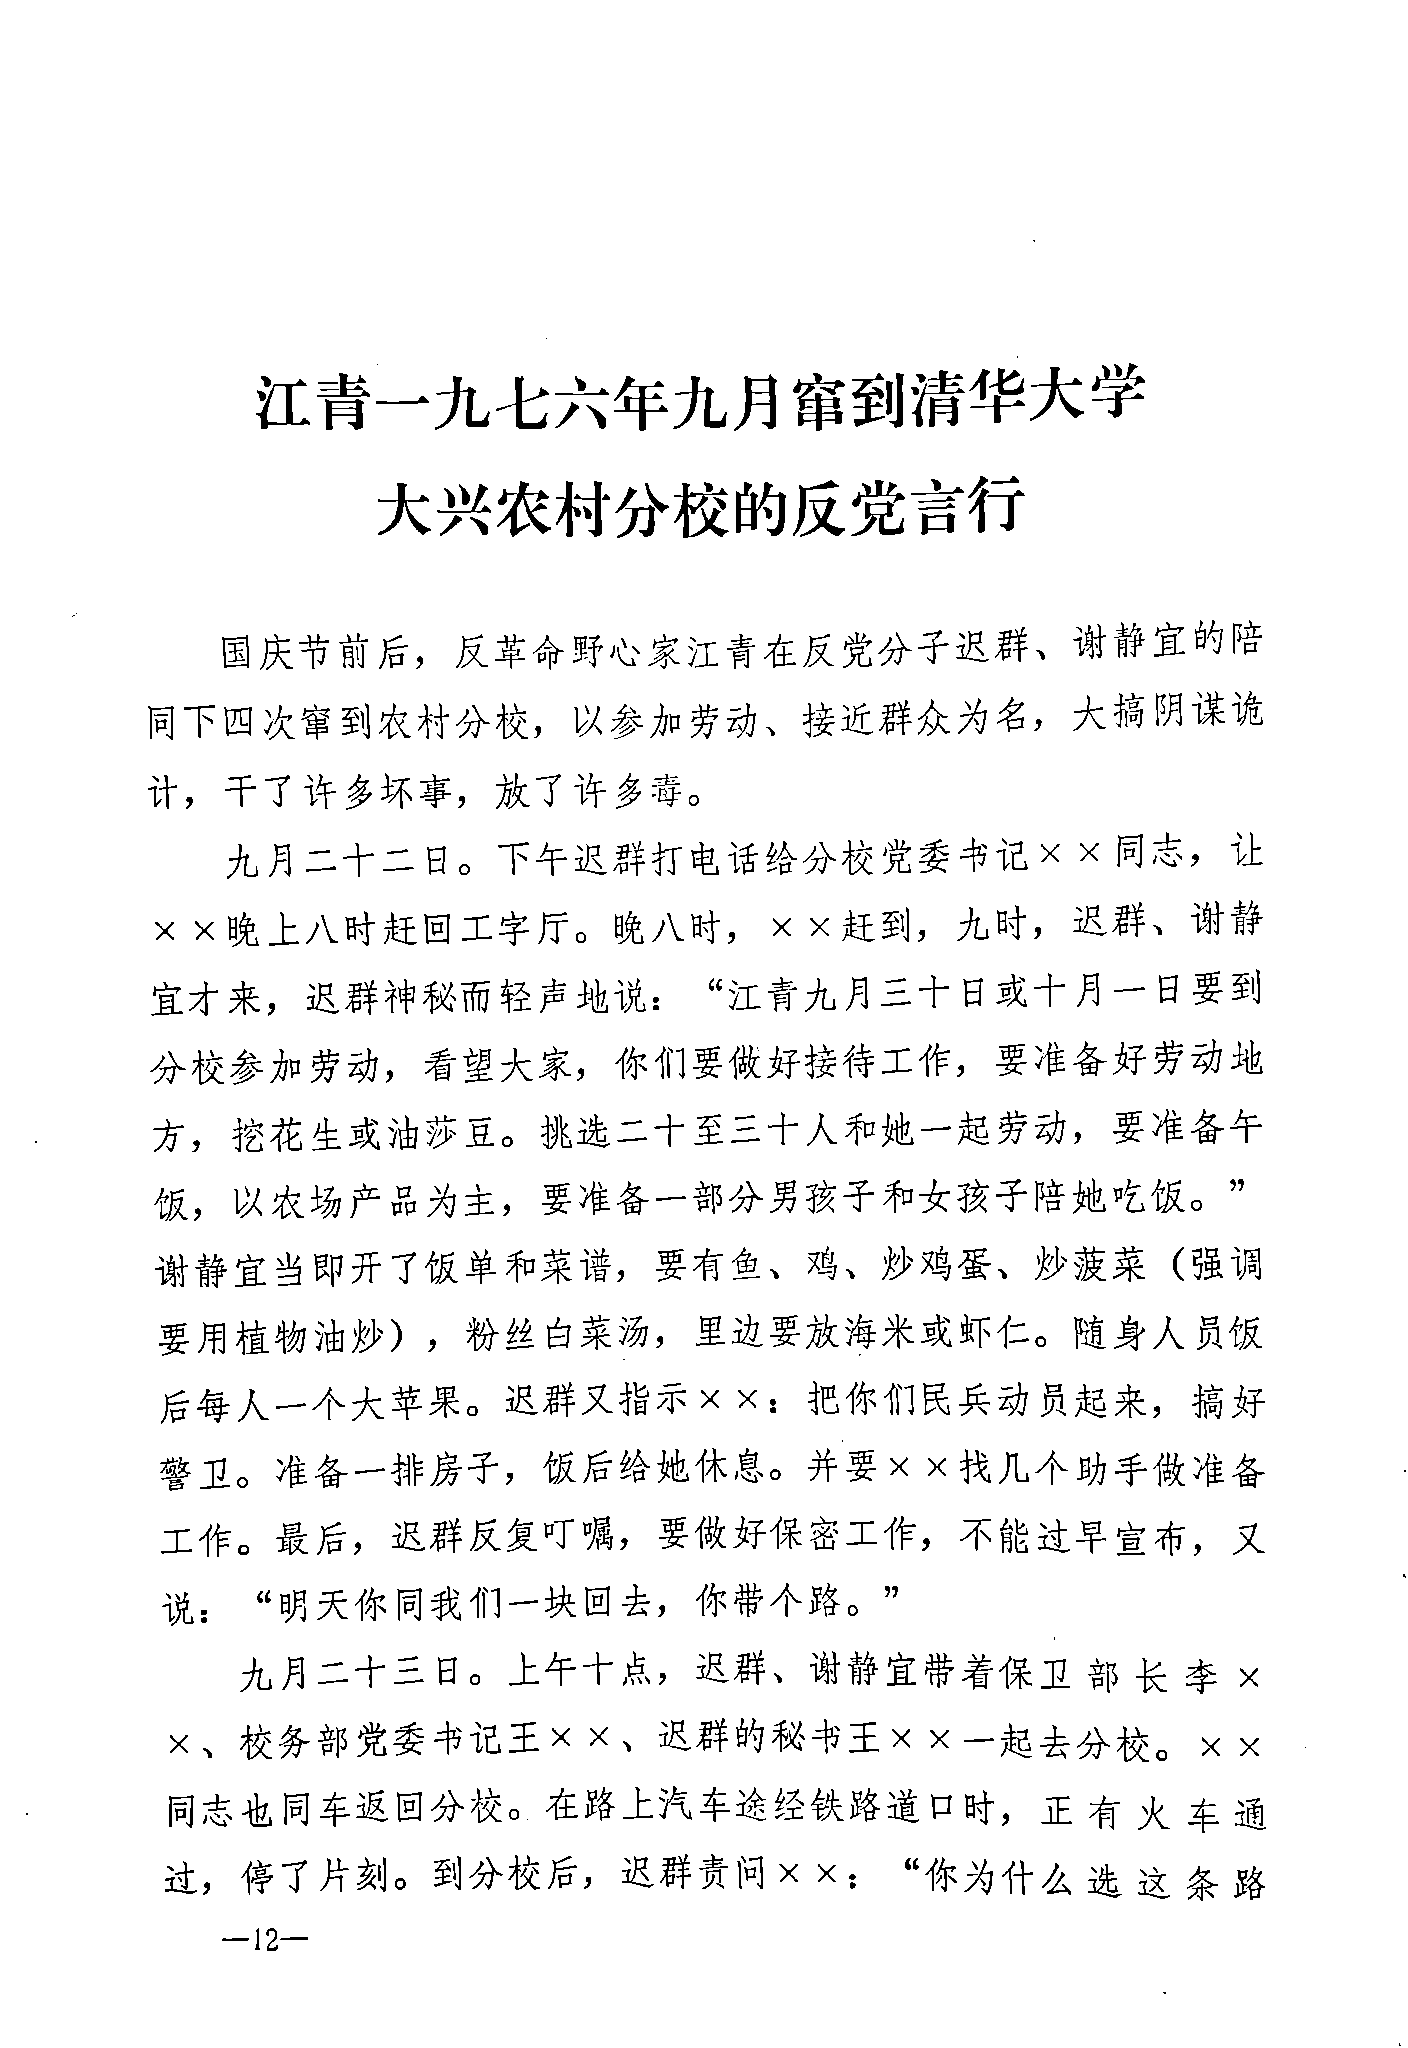 江青一九七六年九月窜到清华大学
大兴农村分校的反党言行
国庆节前后，反革命野心家江青在反党分子迟群、谢静宜的陪
同下四次窜到农村分校，以参加劳动、接近群众为名，大搞阴谋诡
计，干了许多坏事，放了许多毒。
九月二十二日。下午迟群打电话给分校党委书记××同志，让
××晚上八时赶回工字厅。晚八时，××赶到，九时，迟群、谢静
宜才来，迟群神秘而轻声地说：“江青九月三十日或十月一日要到
分校参加劳动，看望大家，你们要做好接待工作，要准备好劳动地
方，挖花生或油莎豆。挑选二十至三十人和她一起劳动，要准备午
饭，以农场产品为主，要准备一部分男孩子和女孩子陪她吃饭。”
谢静宜当即开了饭单和菜谱，要有鱼、鸡、炒鸡蛋、炒菠菜（强调
要用植物油炒），粉丝白菜汤，里边要放海米或虾仁。随身人员饭
后每人一个大苹果。迟群又指示××：把你们民兵动员起来，搞好
警卫。准备一排房子，饭后给她休息。并要××找几个助手做准备
工作。最后，迟群反复叮嘱，要做好保密工作，不能过早宣布，又
说：“明天你同我们一块回去，你带个路。”
九月二十三日。上午十点，迟群、谢静宜带着保卫部长李×
×、校务部党委书记王××、迟群的秘书王××一起去分校。××
同志也同车返回分校。在路上汽车途经铁路道口时，正有火车通
过，停了片刻。到分校后，迟群责问××：“你为什么选这条路
—12—